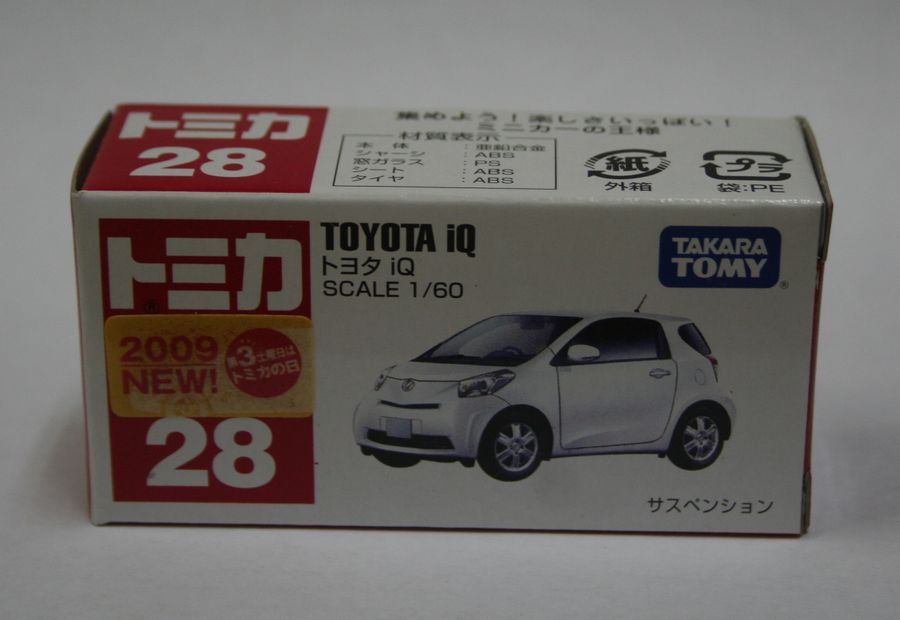 トミカ
28
集めよう！楽しさいっぱい！
ミニカーの王様
材質表示
本体：亜鉛合金
シャーシ：ABS
窓ガラス：PS
シート：ABS
タイヤ：ABS
紙
外箱
プラ
袋:PE
トミカ®
2009
NEW!
第3土曜日は
トミカの日
28
TOYOTA iQ
トヨタ iQ
SCALE 1/60
TAKARA
TOMY®
サスペンション